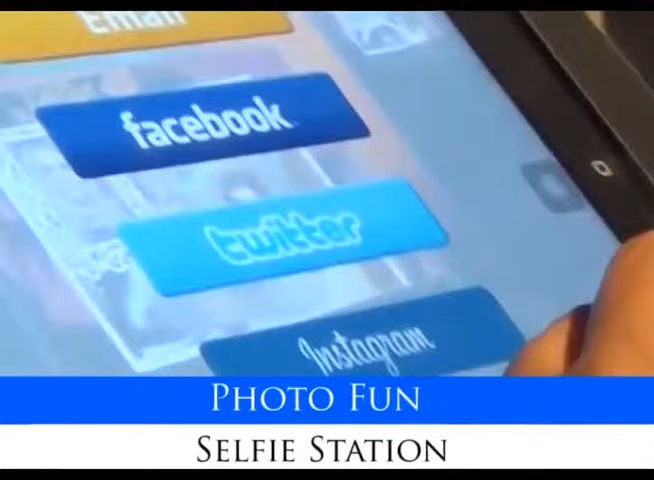 Email
facebook
twitter
Instagram
PHOTO FUN
SELFIE STATION